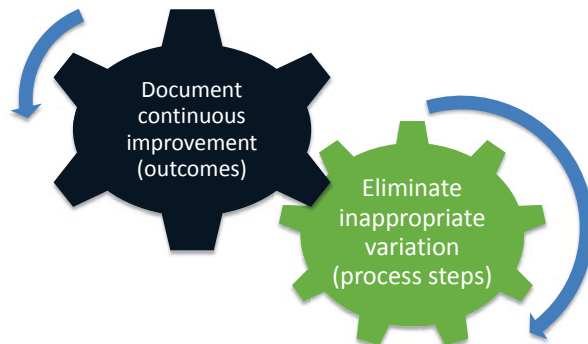 Document
continuous
improvement
(outcomes)
Eliminate
inappropriate
variation
(process steps)